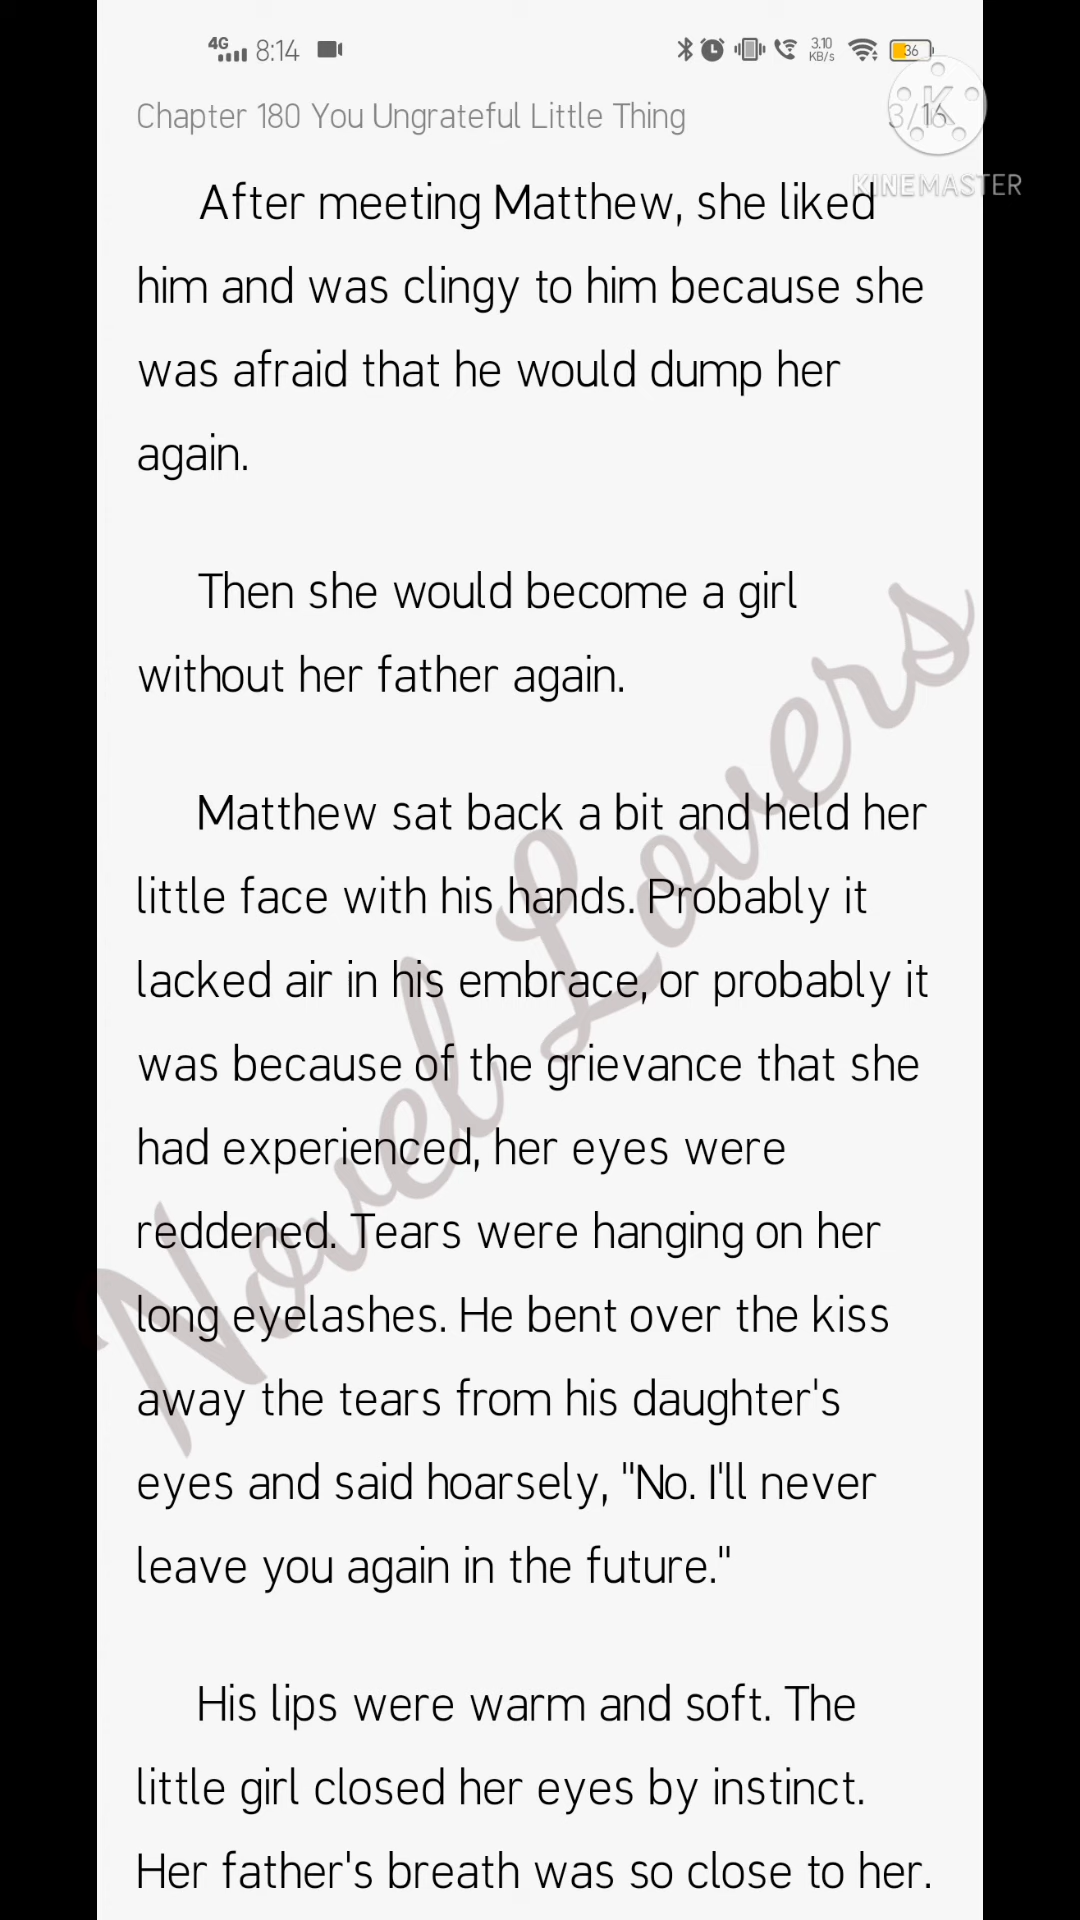 4G 8:14 3.10 KB/s 36
Chapter 180 You Ungrateful Little Thing 3/16
K
KINEMASTER
After meeting Matthew, she liked
him and was clingy to him because she
was afraid that he would dump her
again.
Then she would become a girl
without her father again.
Matthew sat back a bit and held her
little face with his hands. Probably it
lacked air in his embrace, or probably it
was because of the grievance that she
had experienced, her eyes were
reddened. Tears were hanging on her
long eyelashes. He bent over the kiss
away the tears from his daughter's
eyes and said hoarsely, "No. I'll never
leave you again in the future."
His lips were warm and soft. The
little girl closed her eyes by instinct.
Her father's breath was so close to her.
Novel Lovers